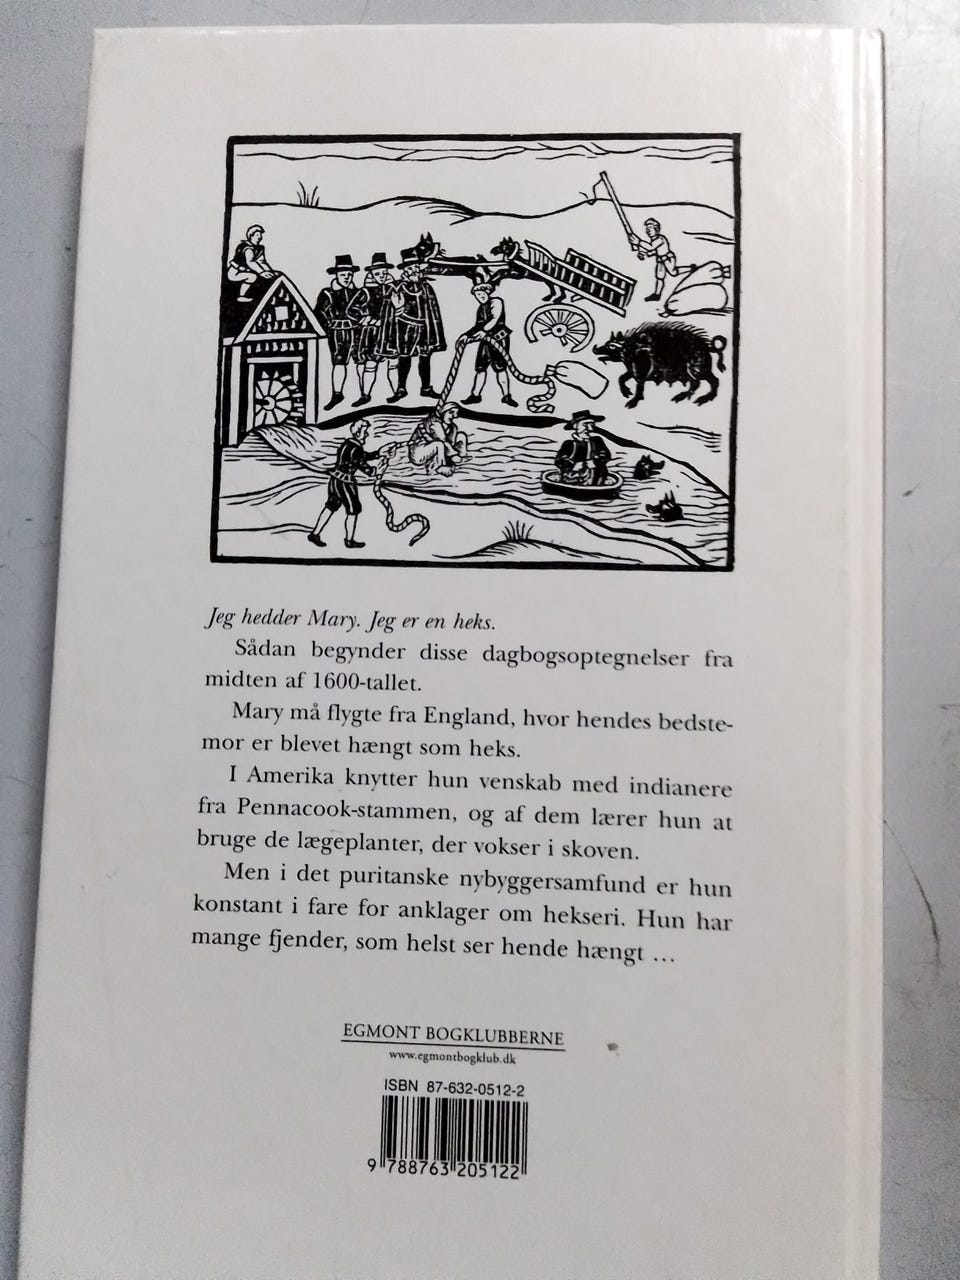 Jeg hedder Mary. Jeg er en heks.
Sådan begynder disse dagbogsoptegnelser fra
midten af 1600-tallet.
Mary må flygte fra England, hvor hendes bedste-
mor er blevet hængt som heks.
I Amerika knytter hun venskab med indianere
fra Pennacook-stammen, og af dem lærer hun at
bruge de lægeplanter, der vokser i skoven.
Men i det puritanske nybyggersamfund er hun
konstant i fare for anklager om hekseri. Hun har
mange fjender, som helst ser hende hængt ...
EGMONT BOGKLUBBERNE
www.egmontbogklub.dk
ISBN 87-632-0512-2
9 788763 205122